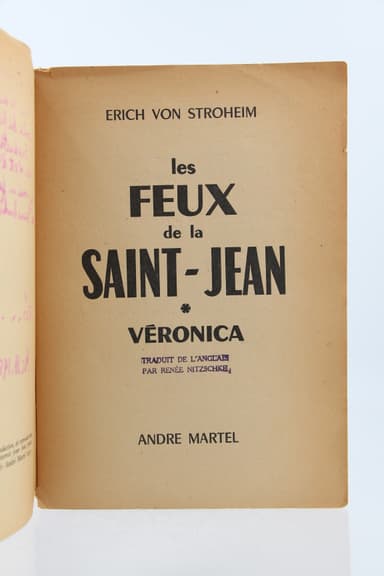 ERICH VON STROHEIM
les
FEUX
de la
SAINT-JEAN
*
VÉRONICA
TRADUIT DE L'ANGLAIS
PAR RENÉE NITZSCHKE,
ANDRE MARTEL